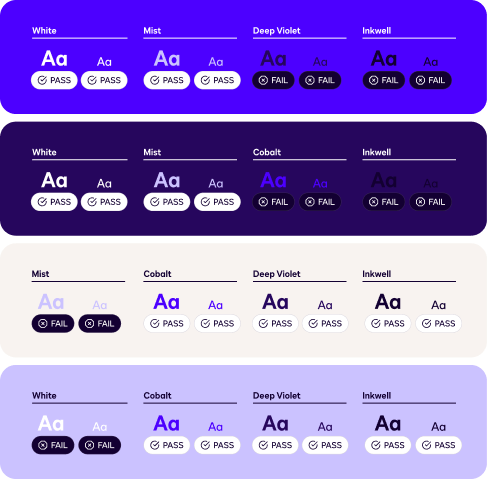 White Mist Deep Violet Inkwell
Aa Aa Aa Aa Aa Aa Aa Aa
PASS PASS PASS PASS FAIL FAIL FAIL FAIL
White Mist Cobalt Inkwell
Aa Aa Aa Aa Aa Aa Aa Aa
PASS PASS PASS PASS FAIL FAIL FAIL FAIL
Mist Cobalt Deep Violet Inkwell
Aa Aa Aa Aa Aa Aa Aa Aa
FAIL FAIL PASS PASS PASS PASS PASS PASS
White Cobalt Deep Violet Inkwell
Aa Aa Aa Aa Aa Aa Aa Aa
FAIL FAIL PASS PASS PASS PASS PASS PASS